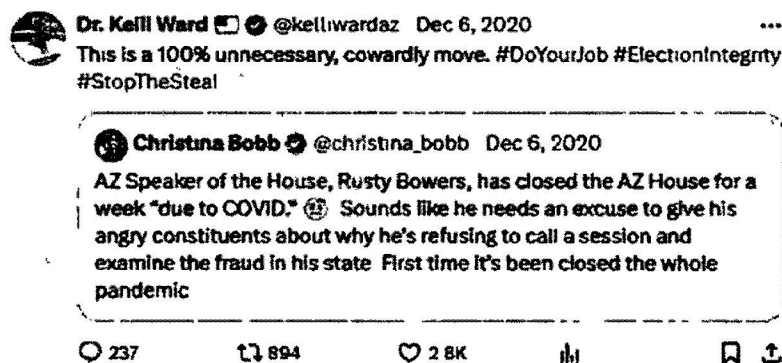 Dr. Kelli Ward @kelliwardaz Dec 6, 2020
This is a 100% unnecessary, cowardly move. #DoYourJob #ElectionIntegrity
#StopTheSteal
Christina Bobb @christina_bobb Dec 6, 2020
AZ Speaker of the House, Rusty Bowers, has closed the AZ House for a
week "due to COVID." 🙄 Sounds like he needs an excuse to give his
angry constituents about why he's refusing to call a session and
examine the fraud in his state First time it's been closed the whole
pandemic
237 894 2 8K